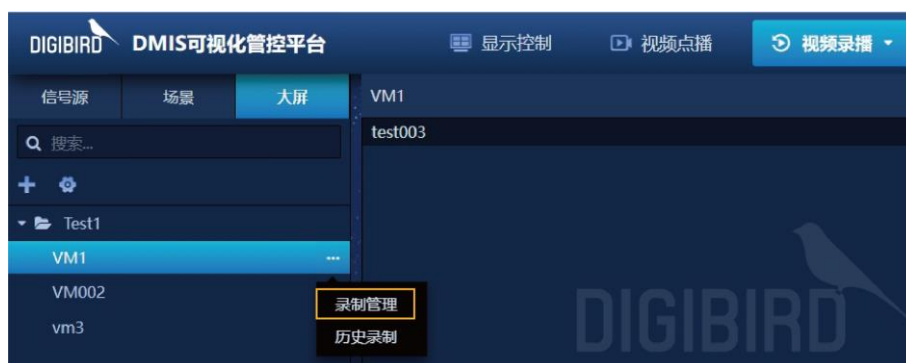 DIGIBIRD DMIS可视化管控平台 显示控制 视频点播 视频录播
信号源 场景 大屏 VM1
搜索... test003
Test1
VM1 ...
VM002 录制管理
vm3 历史录制
DIGIBIRD